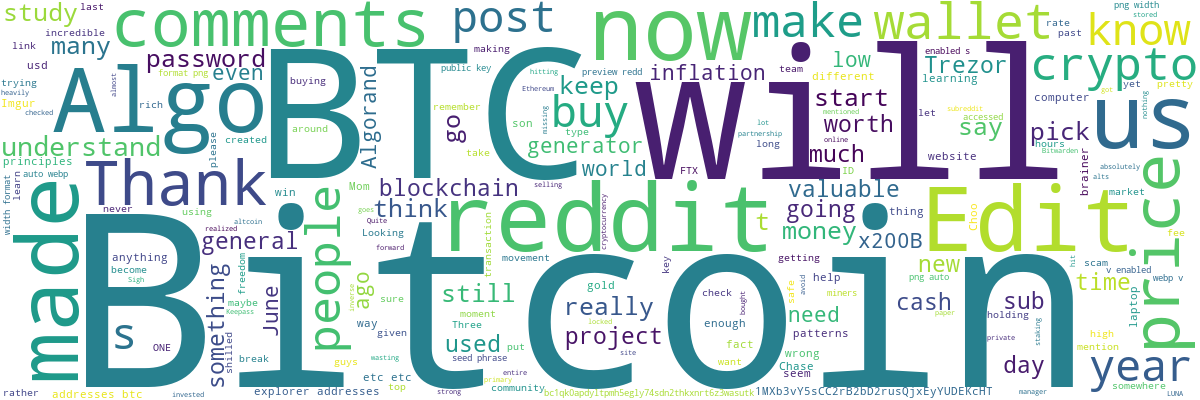 study
last
incredible
many
link
usd
trying
heavily
Imgur
checked
almost
format png
rich
even
password
comments
post
now
make
wallet
know
png width
stored
rate
past
making
public key
hitting
preview redd
Ethereum
inflation
team
different
low
enabled s
learning
Trezor
crypto
Algo
BTC
will
us
buying
around
Algorand
go
remember
take
son
type
missing
generator
buy
keep
world
start
worth
much
mentioned
online
lot
partnership
long
FTX
ID
let
subreddit
accessed
say
website
computer
yet
pretty
got
nothing
pick
hours
Bitwarden
brainer
absolutely
alts
understand
principles
auto webp
width format
learn
please
created
Thank
win
never
using
realized
altcoin
general
anything
become
Sigh
something
maybe
Keepass
shilled
freedom
June
people
Mom
goes
Quite
Looking
forward
blockchain
think
ago
way
given
sure
inverse
guys
wasting
selling
reddit
t
cryptocurrency
valuable
going
thing
money
x200B
Edit
Choo
market
fee
price
made
Bitcoin
s
ONE
break
still
moment
Three
used
seed phrase
put
transaction
movement
gold
really
project
locked
site
enough
key
check
bought
fact
want
getting
avoid
safe
help
miners
need
patterns
wrong
Chase
seem
new
png auto
cash
sub
holding
private
day
staking
paper
time
scam
v enabled
webp v
hit
high
mention
laptop
year
somewhere
LUNA
manager
rather
addresses btc
invested
explorer addresses
etc etc
top
strong
community
primary
entire
bc1qk0apdyltpmh5eg1y74sdn2thkxnrt6z3wasutk
1MXb3vY5sCC2rB2bD2rusQjxEyYUDEKcHT